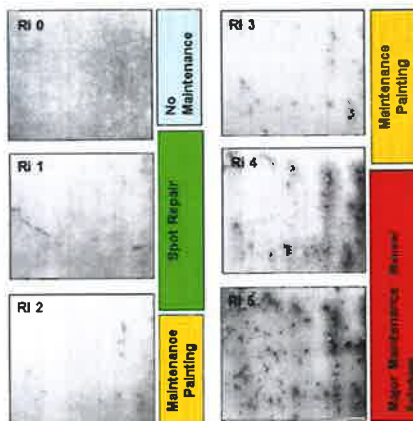 RI 0
No
Maintenance
RI 1
Spot Repair
RI 2
Maintenance
Painting
RI 3
Maintenance
Painting
RI 4
RI 5
Major Maintenance